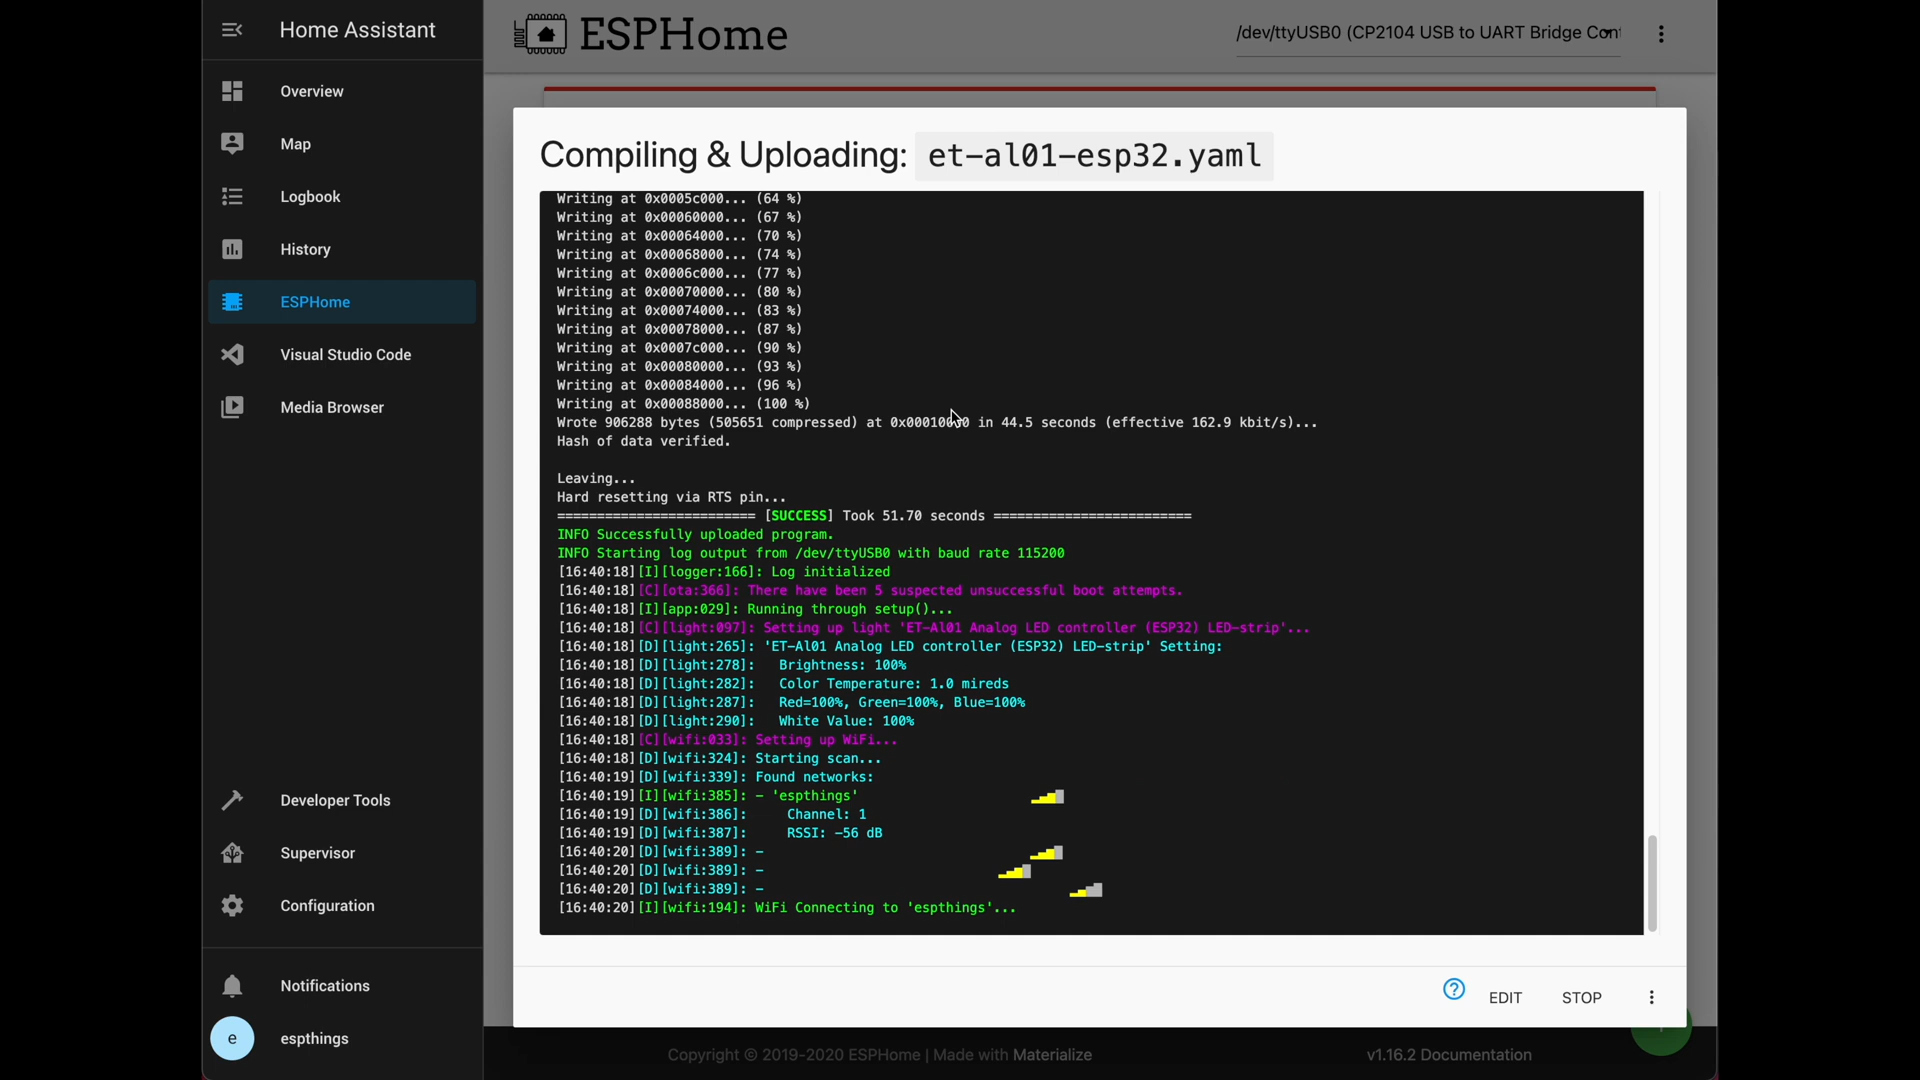 Home Assistant
Overview
Map
Logbook
History
ESPHome
Visual Studio Code
Media Browser
Developer Tools
Supervisor
Configuration
Notifications
e
espthings
ESPHome
/dev/ttyUSB0 (CP2104 USB to UART Bridge Cont
Compiling & Uploading: et-al01-esp32.yaml
Writing at 0x0005c000... (64 %)
Writing at 0x00060000... (67 %)
Writing at 0x00064000... (70 %)
Writing at 0x00068000... (74 %)
Writing at 0x0006c000... (77 %)
Writing at 0x00070000... (80 %)
Writing at 0x00074000... (83 %)
Writing at 0x00078000... (87 %)
Writing at 0x0007c000... (90 %)
Writing at 0x00080000... (93 %)
Writing at 0x00084000... (96 %)
Writing at 0x00088000... (100 %)
Wrote 906288 bytes (505651 compressed) at 0x00010000 in 44.5 seconds (effective 162.9 kbit/s)...
Hash of data verified.
Leaving...
Hard resetting via RTS pin...
========================= [SUCCESS] Took 51.70 seconds =========================
INFO Successfully uploaded program.
INFO Starting log output from /dev/ttyUSB0 with baud rate 115200
[16:40:18][I][logger:166]: Log initialized
[16:40:18][C][ota:366]: There have been 5 suspected unsuccessful boot attempts.
[16:40:18][I][app:029]: Running through setup()...
[16:40:18][C][light:097]: Setting up light 'ET-Al01 Analog LED controller (ESP32) LED-strip'...
[16:40:18][D][light:265]: 'ET-Al01 Analog LED controller (ESP32) LED-strip' Setting:
[16:40:18][D][light:278]:   Brightness: 100%
[16:40:18][D][light:282]:   Color Temperature: 1.0 mireds
[16:40:18][D][light:287]:   Red=100%, Green=100%, Blue=100%
[16:40:18][D][light:290]:   White Value: 100%
[16:40:18][C][wifi:033]: Setting up WiFi...
[16:40:18][D][wifi:324]: Starting scan...
[16:40:19][D][wifi:339]: Found networks:
[16:40:19][I][wifi:385]: - 'espthings'
[16:40:19][D][wifi:386]:     Channel: 1
[16:40:19][D][wifi:387]:     RSSI: -56 dB
[16:40:20][D][wifi:389]: -
[16:40:20][D][wifi:389]: -
[16:40:20][D][wifi:389]: -
[16:40:20][I][wifi:194]: WiFi Connecting to 'espthings'...
EDIT
STOP
Copyright © 2019-2020 ESPHome | Made with Materialize
v1.16.2 Documentation